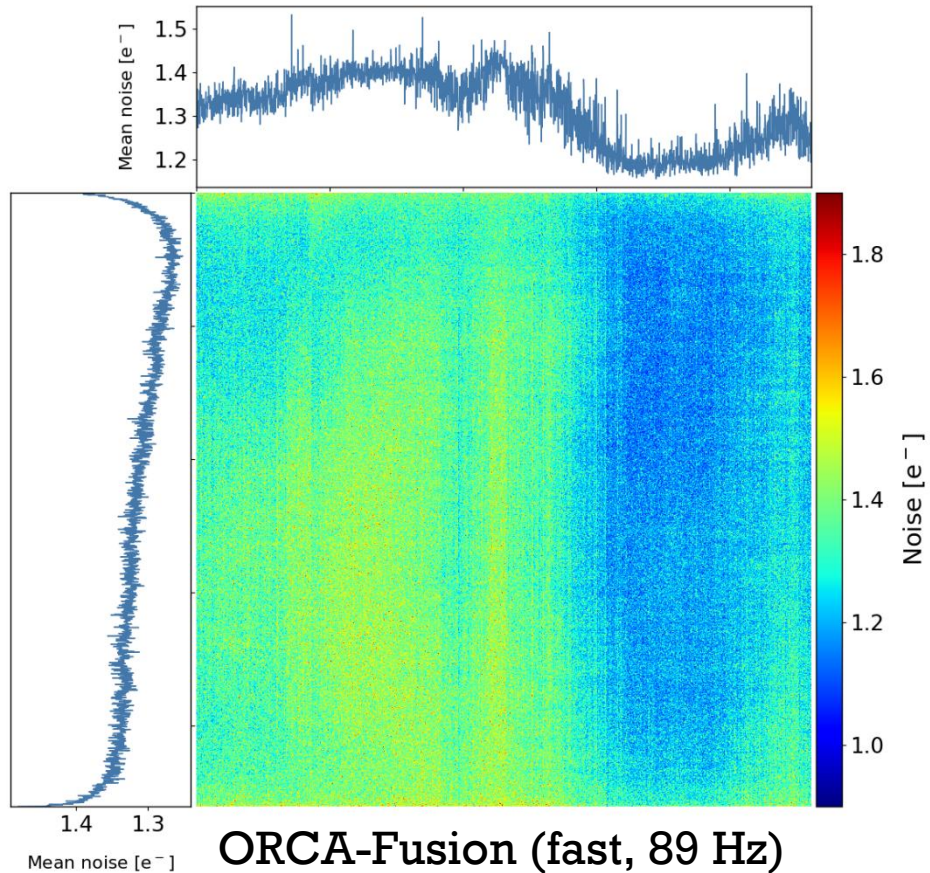 Mean noise [e⁻]
1.5
1.4
1.3
1.2
1.8
1.6
1.4
1.2
1.0
Noise [e⁻]
1.4 1.3
Mean noise [e⁻]
ORCA-Fusion (fast, 89 Hz)